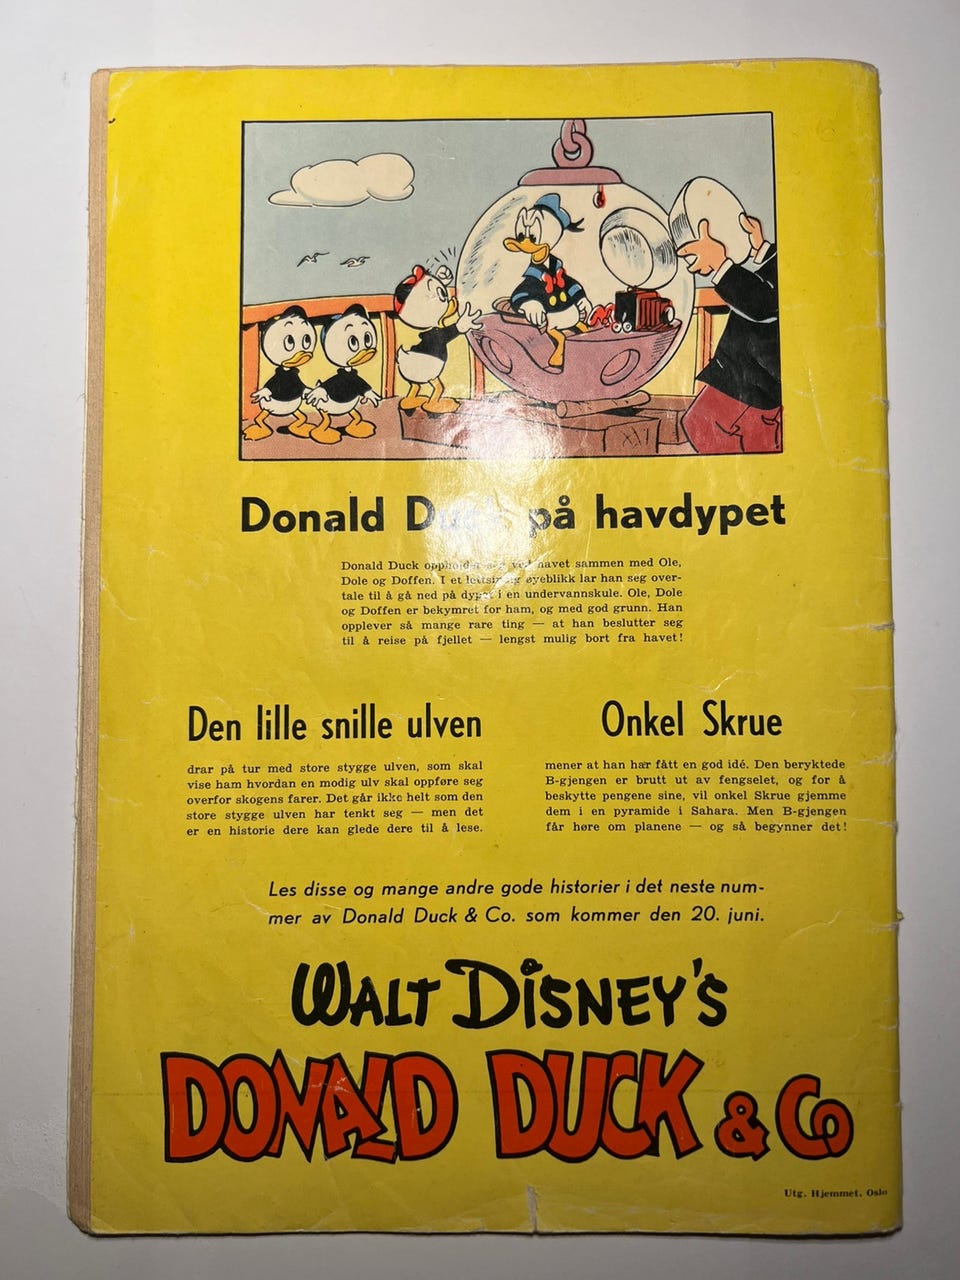 Donald Duck på havdypet
Donald Duck oppholder seg ved havet sammen med Ole,
Dole og Doffen. I et lettsindig øyeblikk lar han seg over-
tale til å gå ned på dypet i en undervannskule. Ole, Dole
og Doffen er bekymret for ham, og med god grunn. Han
opplever så mange rare ting — at han beslutter seg
til å reise på fjellet — lengst mulig bort fra havet!
Den lille snille ulven
drar på tur med store stygge ulven, som skal
vise ham hvordan en modig ulv skal oppføre seg
overfor skogens farer. Det går ikke helt som den
store stygge ulven har tenkt seg — men det
er en historie dere kan glede dere til å lese.
Onkel Skrue
mener at han har fått en god idé. Den beryktede
B-gjengen er brutt ut av fengselet, og for å
beskytte pengene sine, vil onkel Skrue gjemme
dem i en pyramide i Sahara. Men B-gjengen
får høre om planene — og så begynner det!
Les disse og mange andre gode historier i det neste num-
mer av Donald Duck & Co. som kommer den 20. juni.
WALT DISNEY'S
DONALD DUCK & Co
Utg. Hjemmet, Oslo